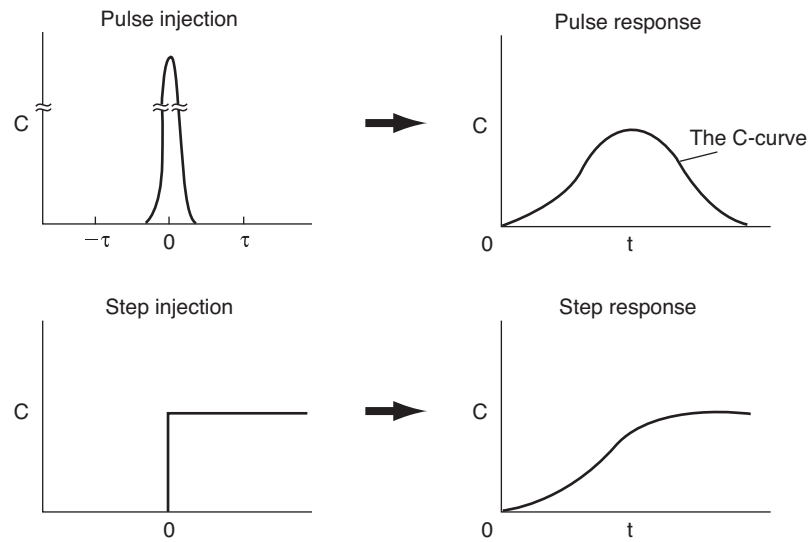 Pulse injection
Pulse response
C
C
The C-curve
−τ 0 τ
0 t
Step injection
Step response
C
C
0
0 t